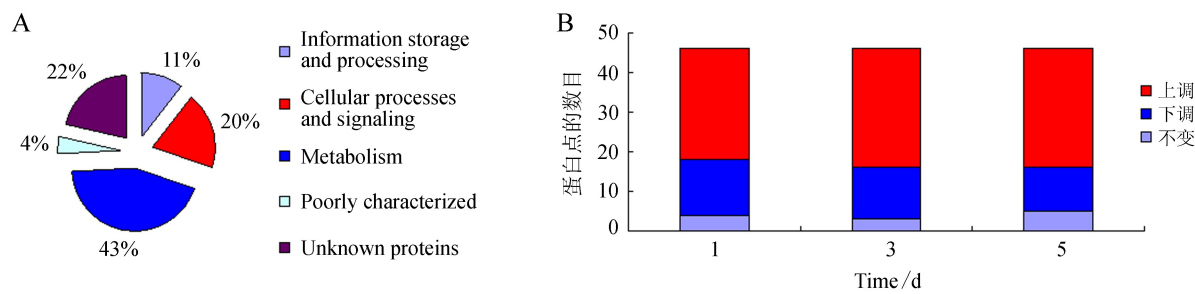 A
11%
20%
43%
4%
22%
Information storage
and processing
Cellular processes
and signaling
Metabolism
Poorly characterized
Unknown proteins
B
蛋白点的数目
50
40
30
20
10
0
1
3
5
Time/d
上调
下调
不变